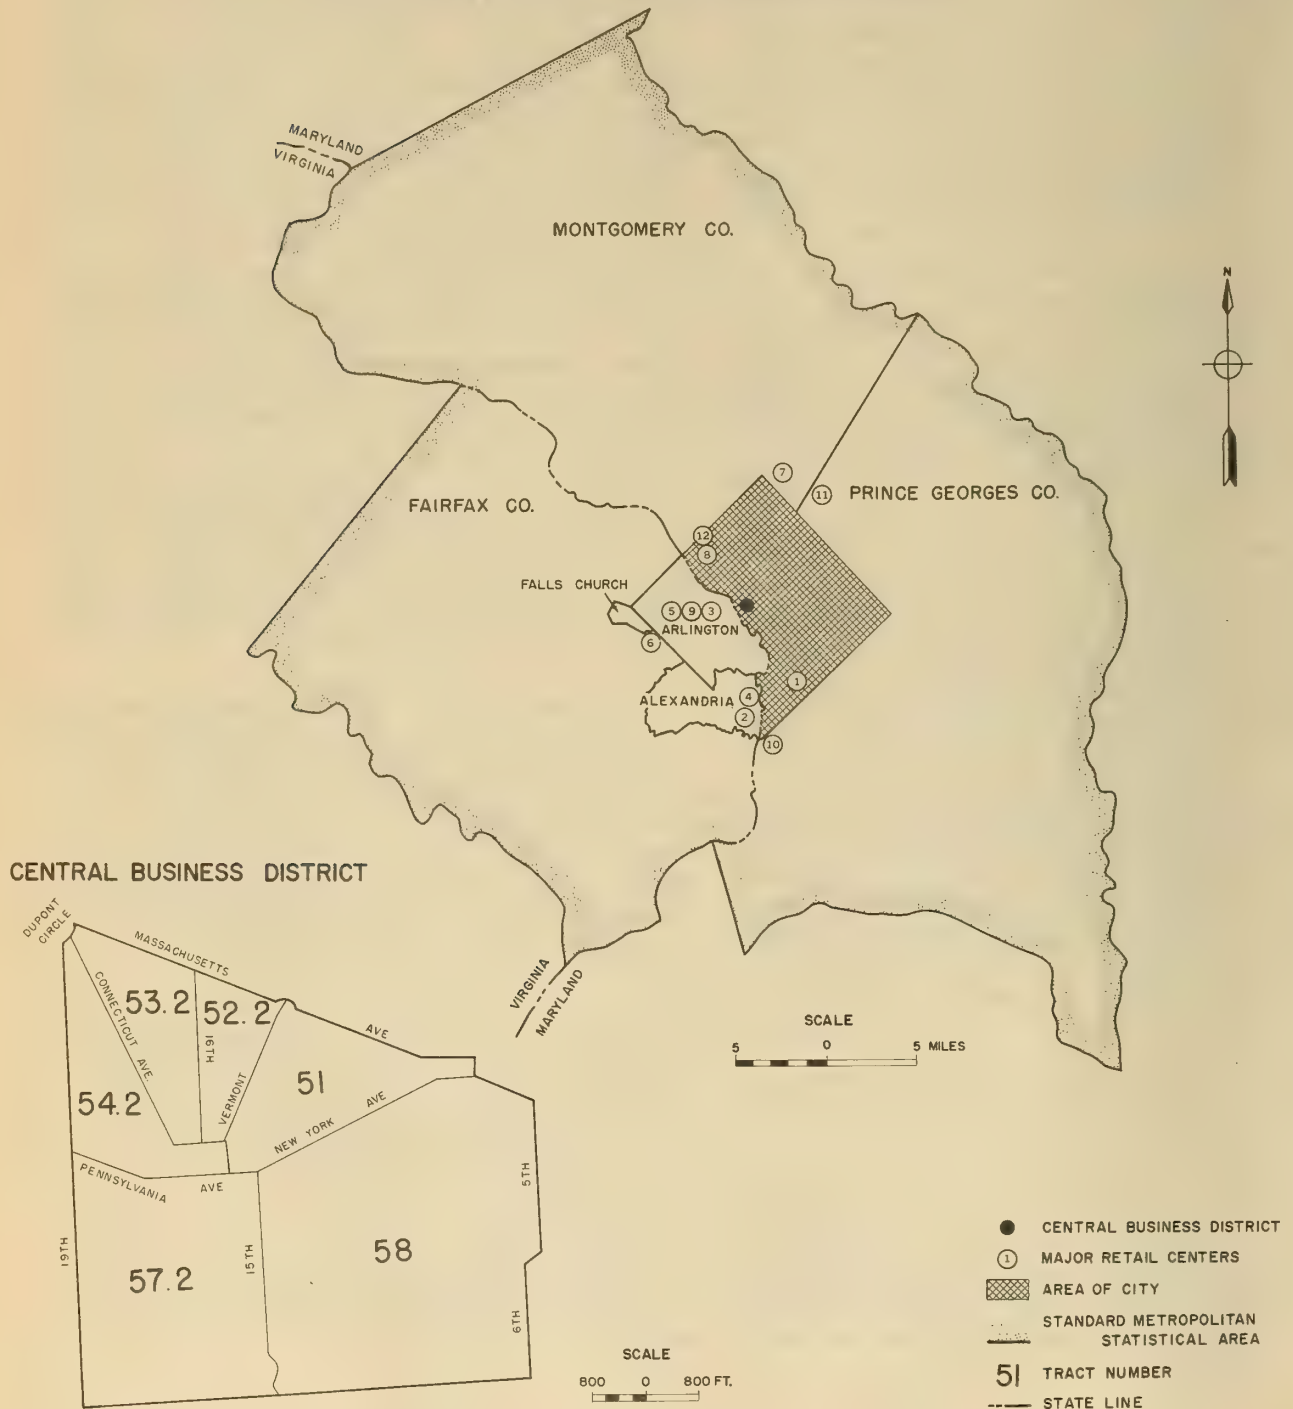 MARYLAND
VIRGINIA
MONTGOMERY CO.
N
7
11
PRINCE GEORGES CO.
FAIRFAX CO.
12
8
FALLS CHURCH
5 9 3
ARLINGTON
6
1
ALEXANDRIA
4
2
10
CENTRAL BUSINESS DISTRICT
DUPONT
CIRCLE
MASSACHUSETTS
AVE
CONNECTICUT AVE.
53.2
52.2
16TH
VERMONT
51
54.2
NEW YORK AVE
PENNSYLVANIA AVE
5TH
19TH
15TH
58
57.2
6TH
VIRGINIA
MARYLAND
SCALE
5 0 5 MILES
SCALE
800 0 800 FT.
CENTRAL BUSINESS DISTRICT
1 MAJOR RETAIL CENTERS
AREA OF CITY
STANDARD METROPOLITAN
STATISTICAL AREA
51 TRACT NUMBER
STATE LINE